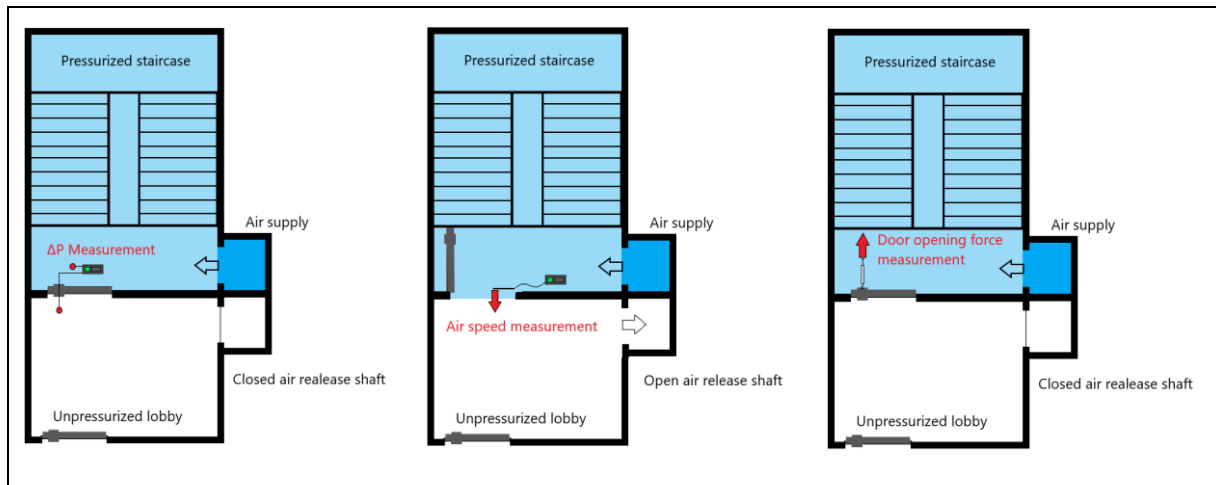 Pressurized staircase
Air supply
ΔP Measurement
Closed air realease shaft
Unpressurized lobby
Pressurized staircase
Air supply
Air speed measurement
Open air release shaft
Unpressurized lobby
Pressurized staircase
Air supply
Door opening force
measurement
Closed air realease shaft
Unpressurized lobby